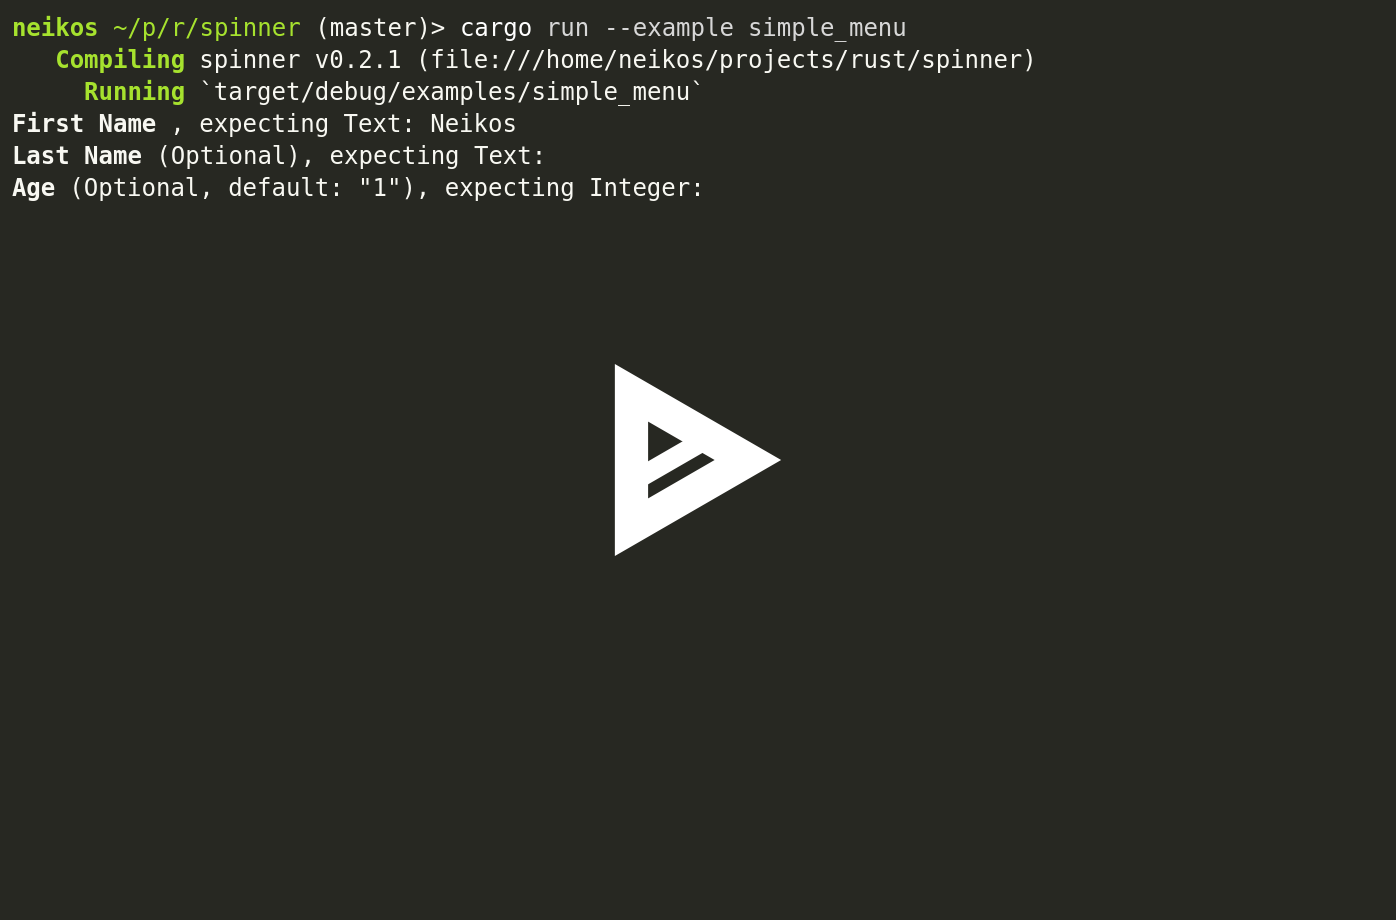 neikos ~/p/r/spinner (master)> cargo run --example simple_menu
   Compiling spinner v0.2.1 (file:///home/neikos/projects/rust/spinner)
     Running `target/debug/examples/simple_menu`
First Name , expecting Text: Neikos
Last Name (Optional), expecting Text:
Age (Optional, default: "1"), expecting Integer: